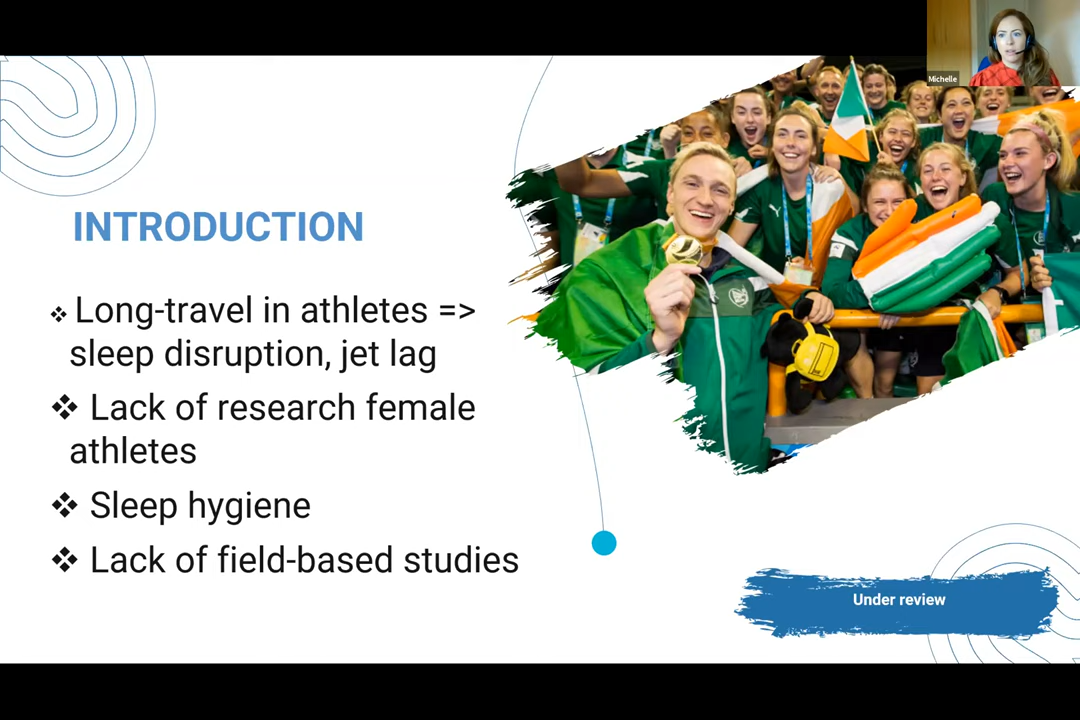 Michelle
INTRODUCTION
❖ Long-travel in athletes =>
sleep disruption, jet lag
❖ Lack of research female
athletes
❖ Sleep hygiene
❖ Lack of field-based studies
Under review